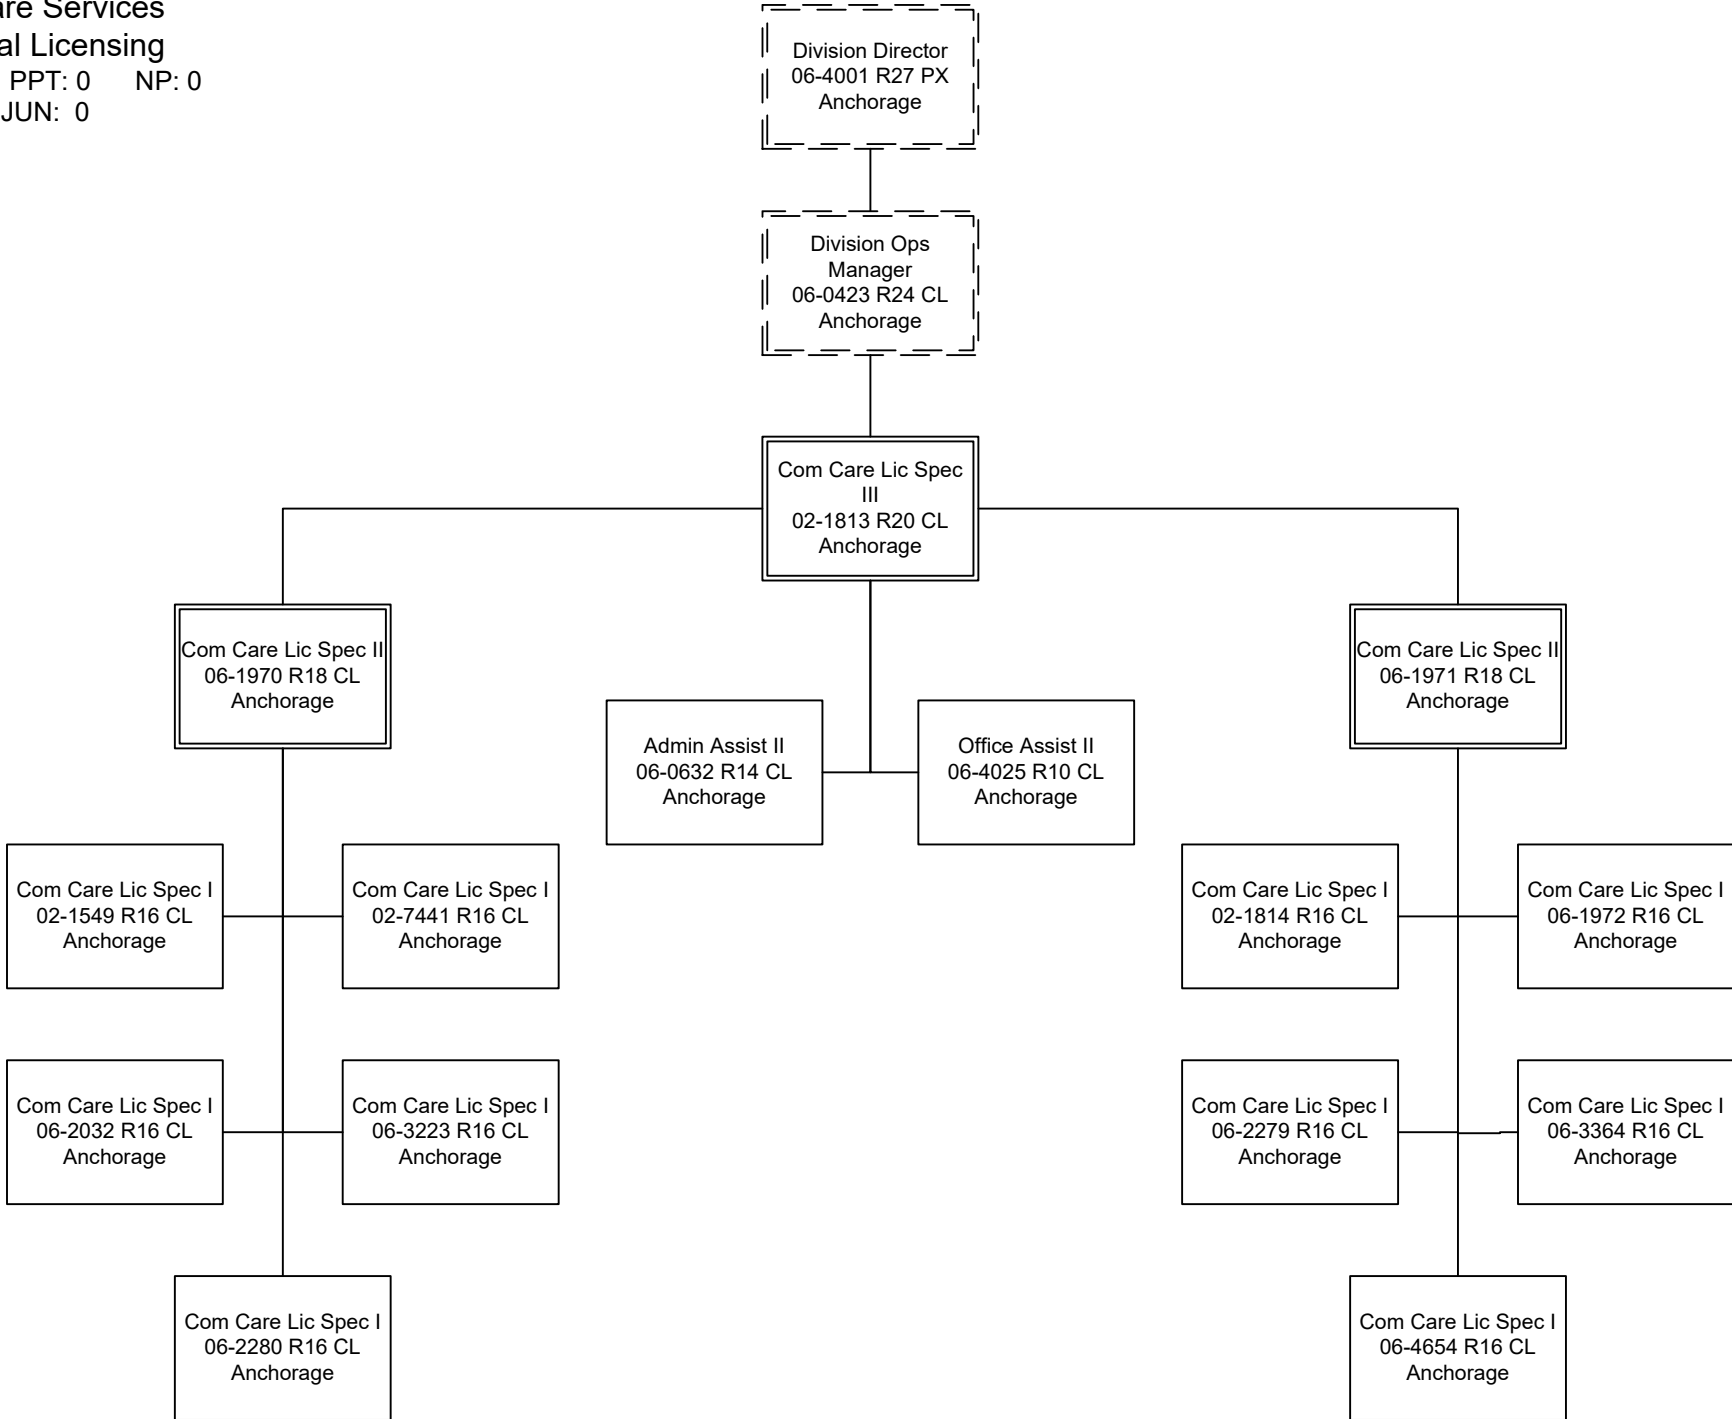 are Services
al Licensing
PPT: 0 NP: 0
JUN: 0
Division Director
06-4001 R27 PX
Anchorage
Division Ops
Manager
06-0423 R24 CL
Anchorage
Com Care Lic Spec
III
02-1813 R20 CL
Anchorage
Com Care Lic Spec II
06-1970 R18 CL
Anchorage
Com Care Lic Spec II
06-1971 R18 CL
Anchorage
Admin Assist II
06-0632 R14 CL
Anchorage
Office Assist II
06-4025 R10 CL
Anchorage
Com Care Lic Spec I
02-1549 R16 CL
Anchorage
Com Care Lic Spec I
02-7441 R16 CL
Anchorage
Com Care Lic Spec I
02-1814 R16 CL
Anchorage
Com Care Lic Spec I
06-1972 R16 CL
Anchorage
Com Care Lic Spec I
06-2032 R16 CL
Anchorage
Com Care Lic Spec I
06-3223 R16 CL
Anchorage
Com Care Lic Spec I
06-2279 R16 CL
Anchorage
Com Care Lic Spec I
06-3364 R16 CL
Anchorage
Com Care Lic Spec I
06-2280 R16 CL
Anchorage
Com Care Lic Spec I
06-4654 R16 CL
Anchorage